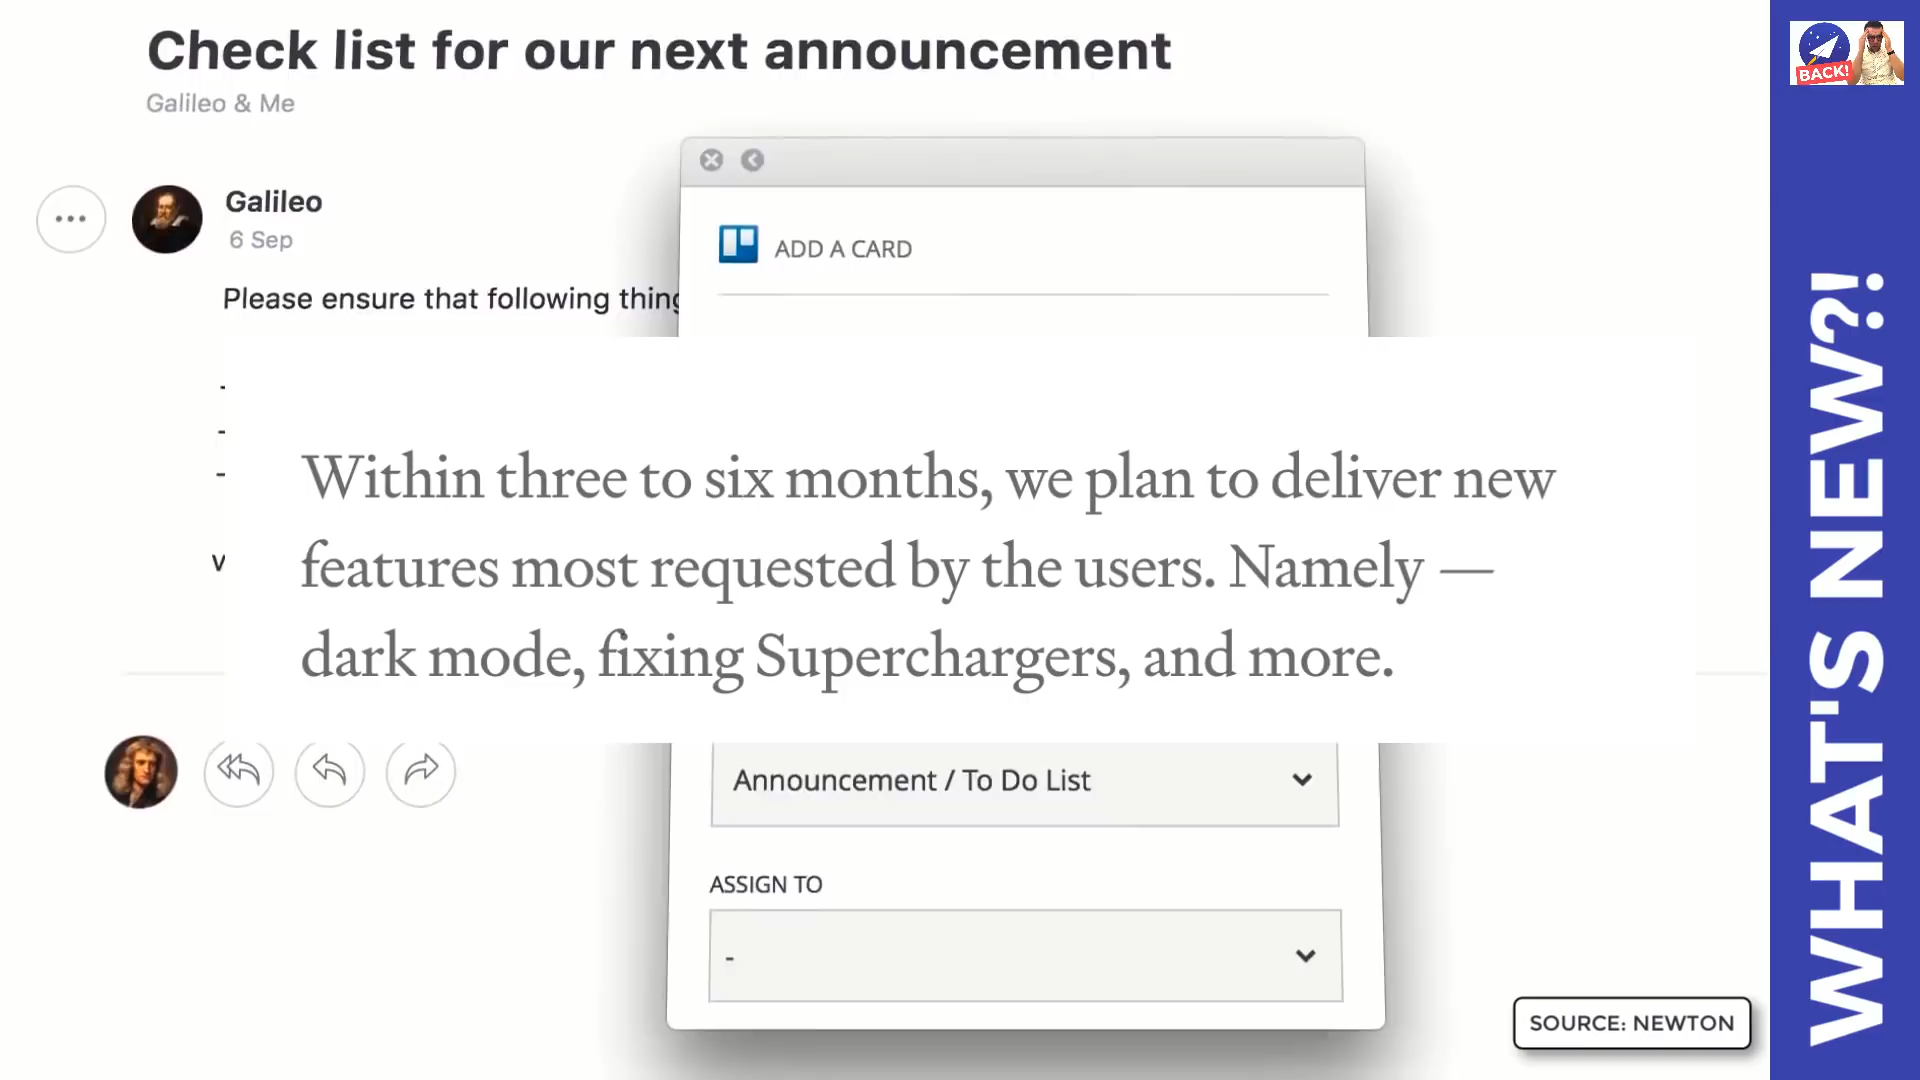 Check list for our next announcement
Galileo & Me
Galileo
6 Sep
Please ensure that following thing
-
-
-
v
ADD A CARD
Within three to six months, we plan to deliver new
features most requested by the users. Namely —
dark mode, fixing Superchargers, and more.
Announcement / To Do List
ASSIGN TO
-
SOURCE: NEWTON
BACK!
WHAT'S NEW?!